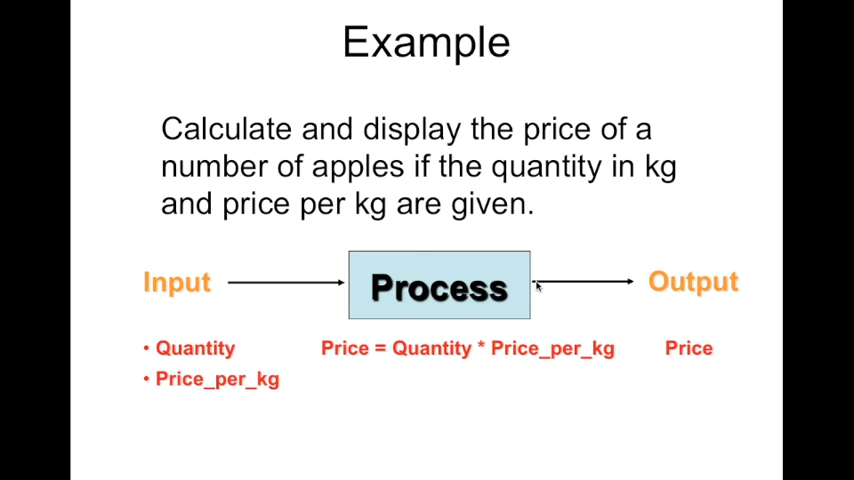 Example
Calculate and display the price of a
number of apples if the quantity in kg
and price per kg are given.
Input Process Output
• Quantity Price = Quantity * Price_per_kg Price
• Price_per_kg